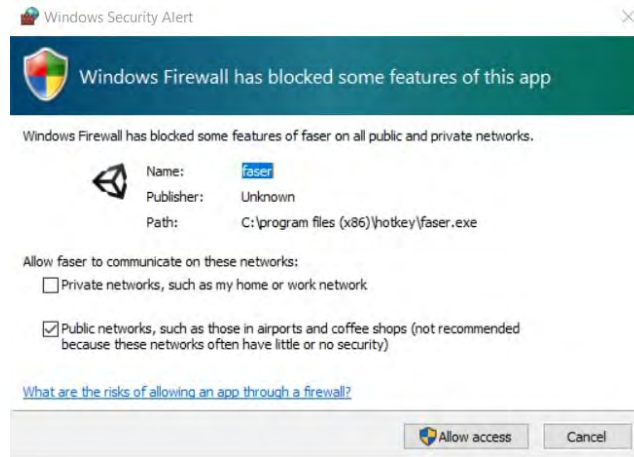 Windows Security Alert
Windows Firewall has blocked some features of this app
Windows Firewall has blocked some features of faser on all public and private networks.
Name: faser
Publisher: Unknown
Path: C:\program files (x86)\hotkey\faser.exe
Allow faser to communicate on these networks:
Private networks, such as my home or work network
Public networks, such as those in airports and coffee shops (not recommended
because these networks often have little or no security)
What are the risks of allowing an app through a firewall?
Allow access Cancel